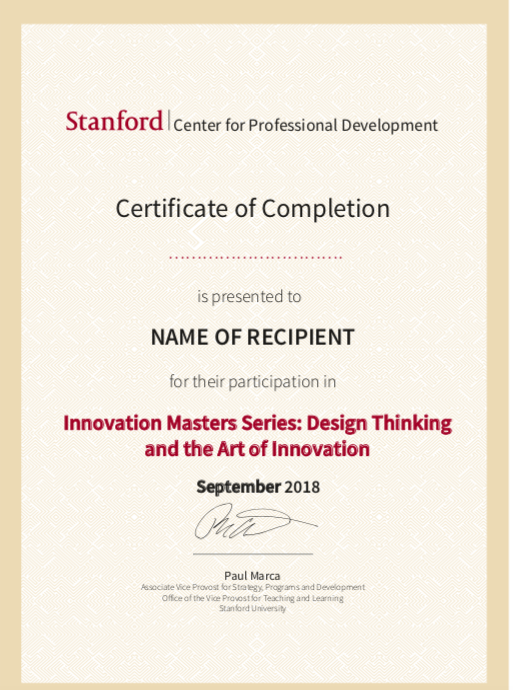 Stanford | Center for Professional Development
Certificate of Completion
is presented to
NAME OF RECIPIENT
for their participation in
Innovation Masters Series: Design Thinking
and the Art of Innovation
September 2018
Paul Marca
Associate Vice Provost for Strategy, Programs and Development
Office of the Vice Provost for Teaching and Learning
Stanford University